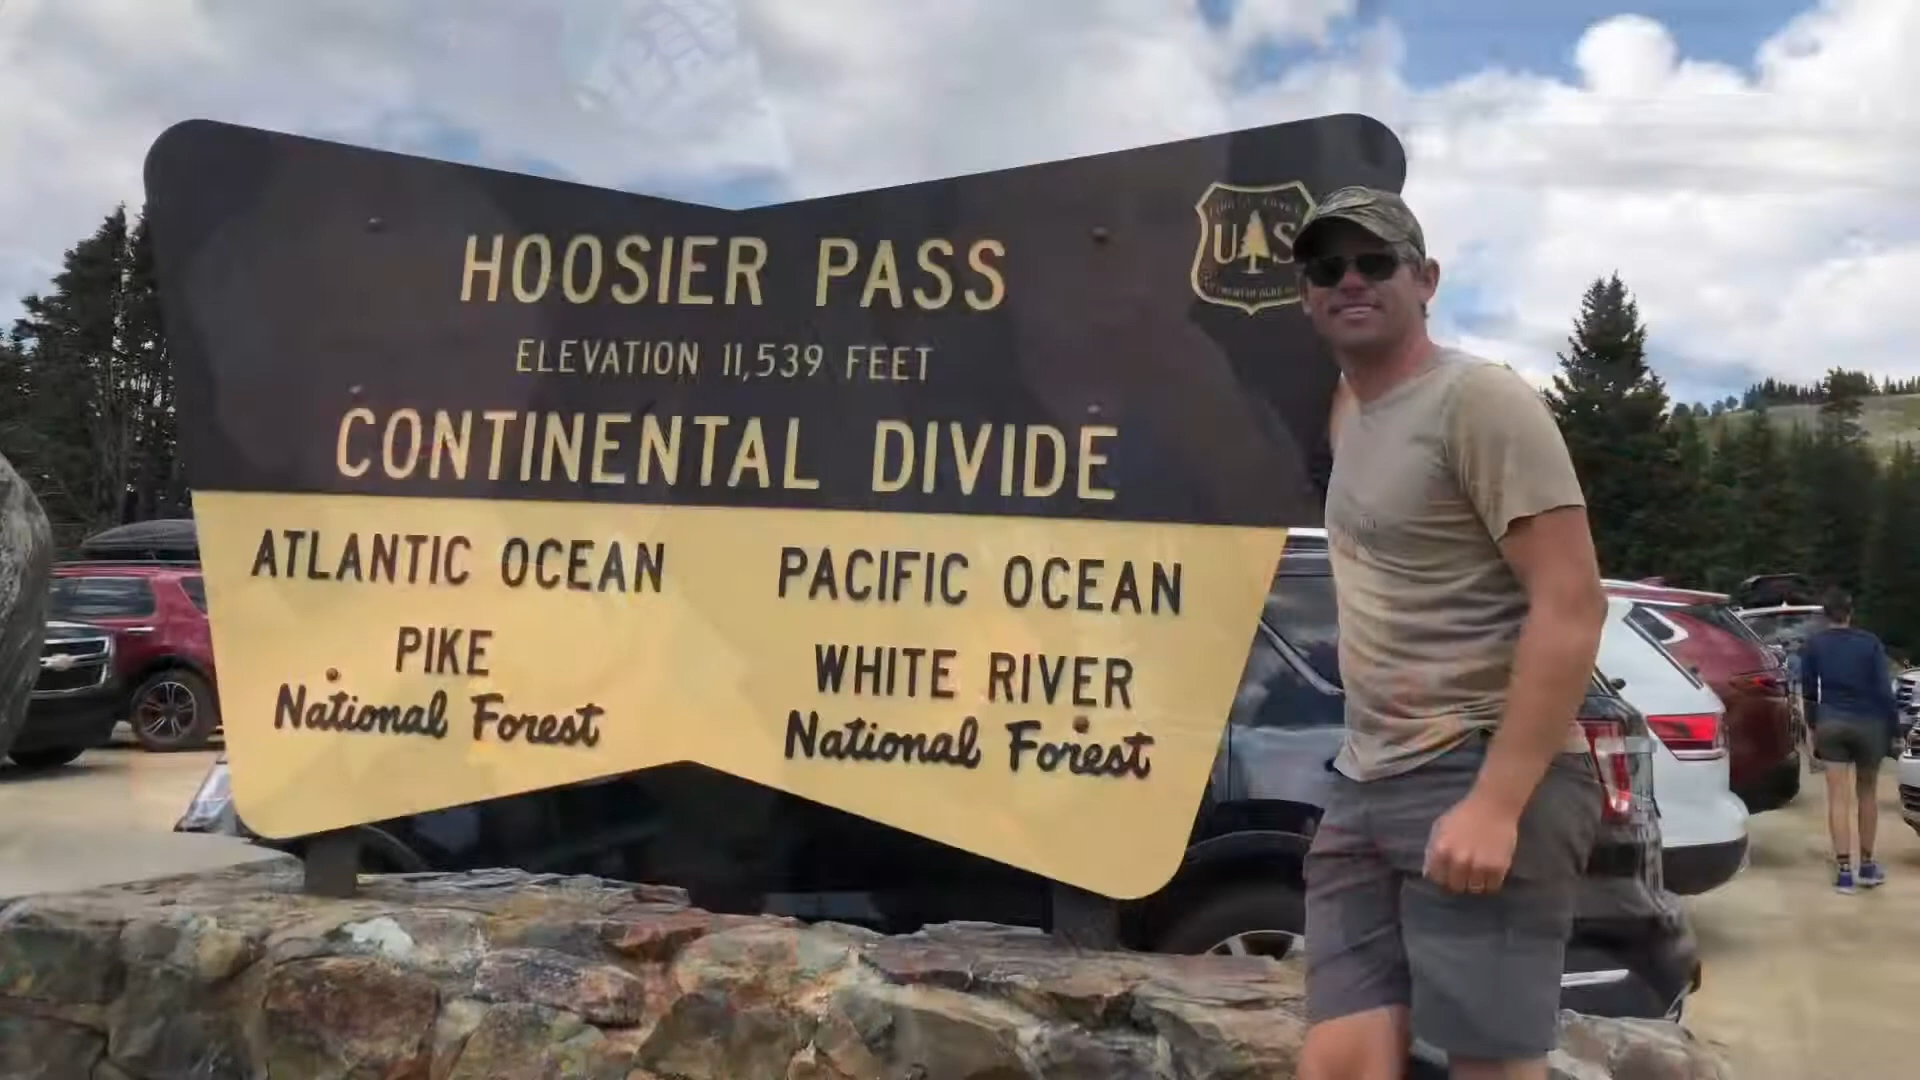 HOOSIER PASS
ELEVATION 11,539 FEET
CONTINENTAL DIVIDE
US
ATLANTIC OCEAN
PIKE
National Forest
PACIFIC OCEAN
WHITE RIVER
National Forest